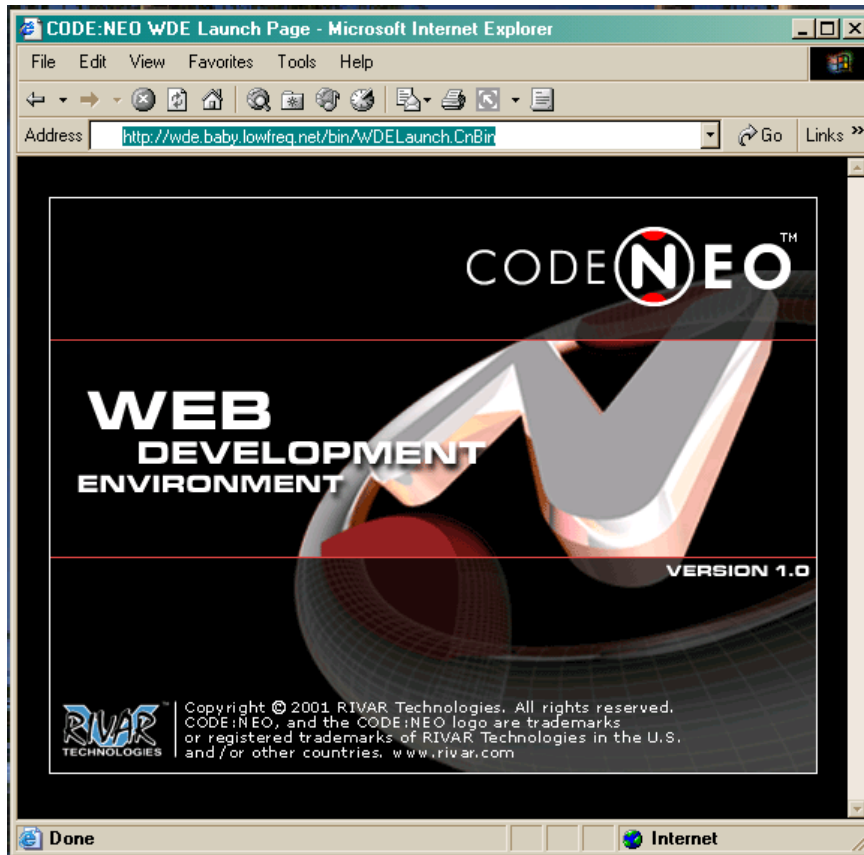 CODE:NEO WDE Launch Page - Microsoft Internet Explorer
File Edit View Favorites Tools Help
Address http://wde.baby.lowfreq.net/bin/WDELaunch.CnBin Go Links »
CODE NEO™
WEB
DEVELOPMENT
ENVIRONMENT
VERSION 1.0
RIVAR™
TECHNOLOGIES
Copyright © 2001 RIVAR Technologies. All rights reserved.
CODE:NEO, and the CODE:NEO logo are trademarks
or registered trademarks of RIVAR Technologies in the U.S.
and/or other countries. www.rivar.com
Done Internet